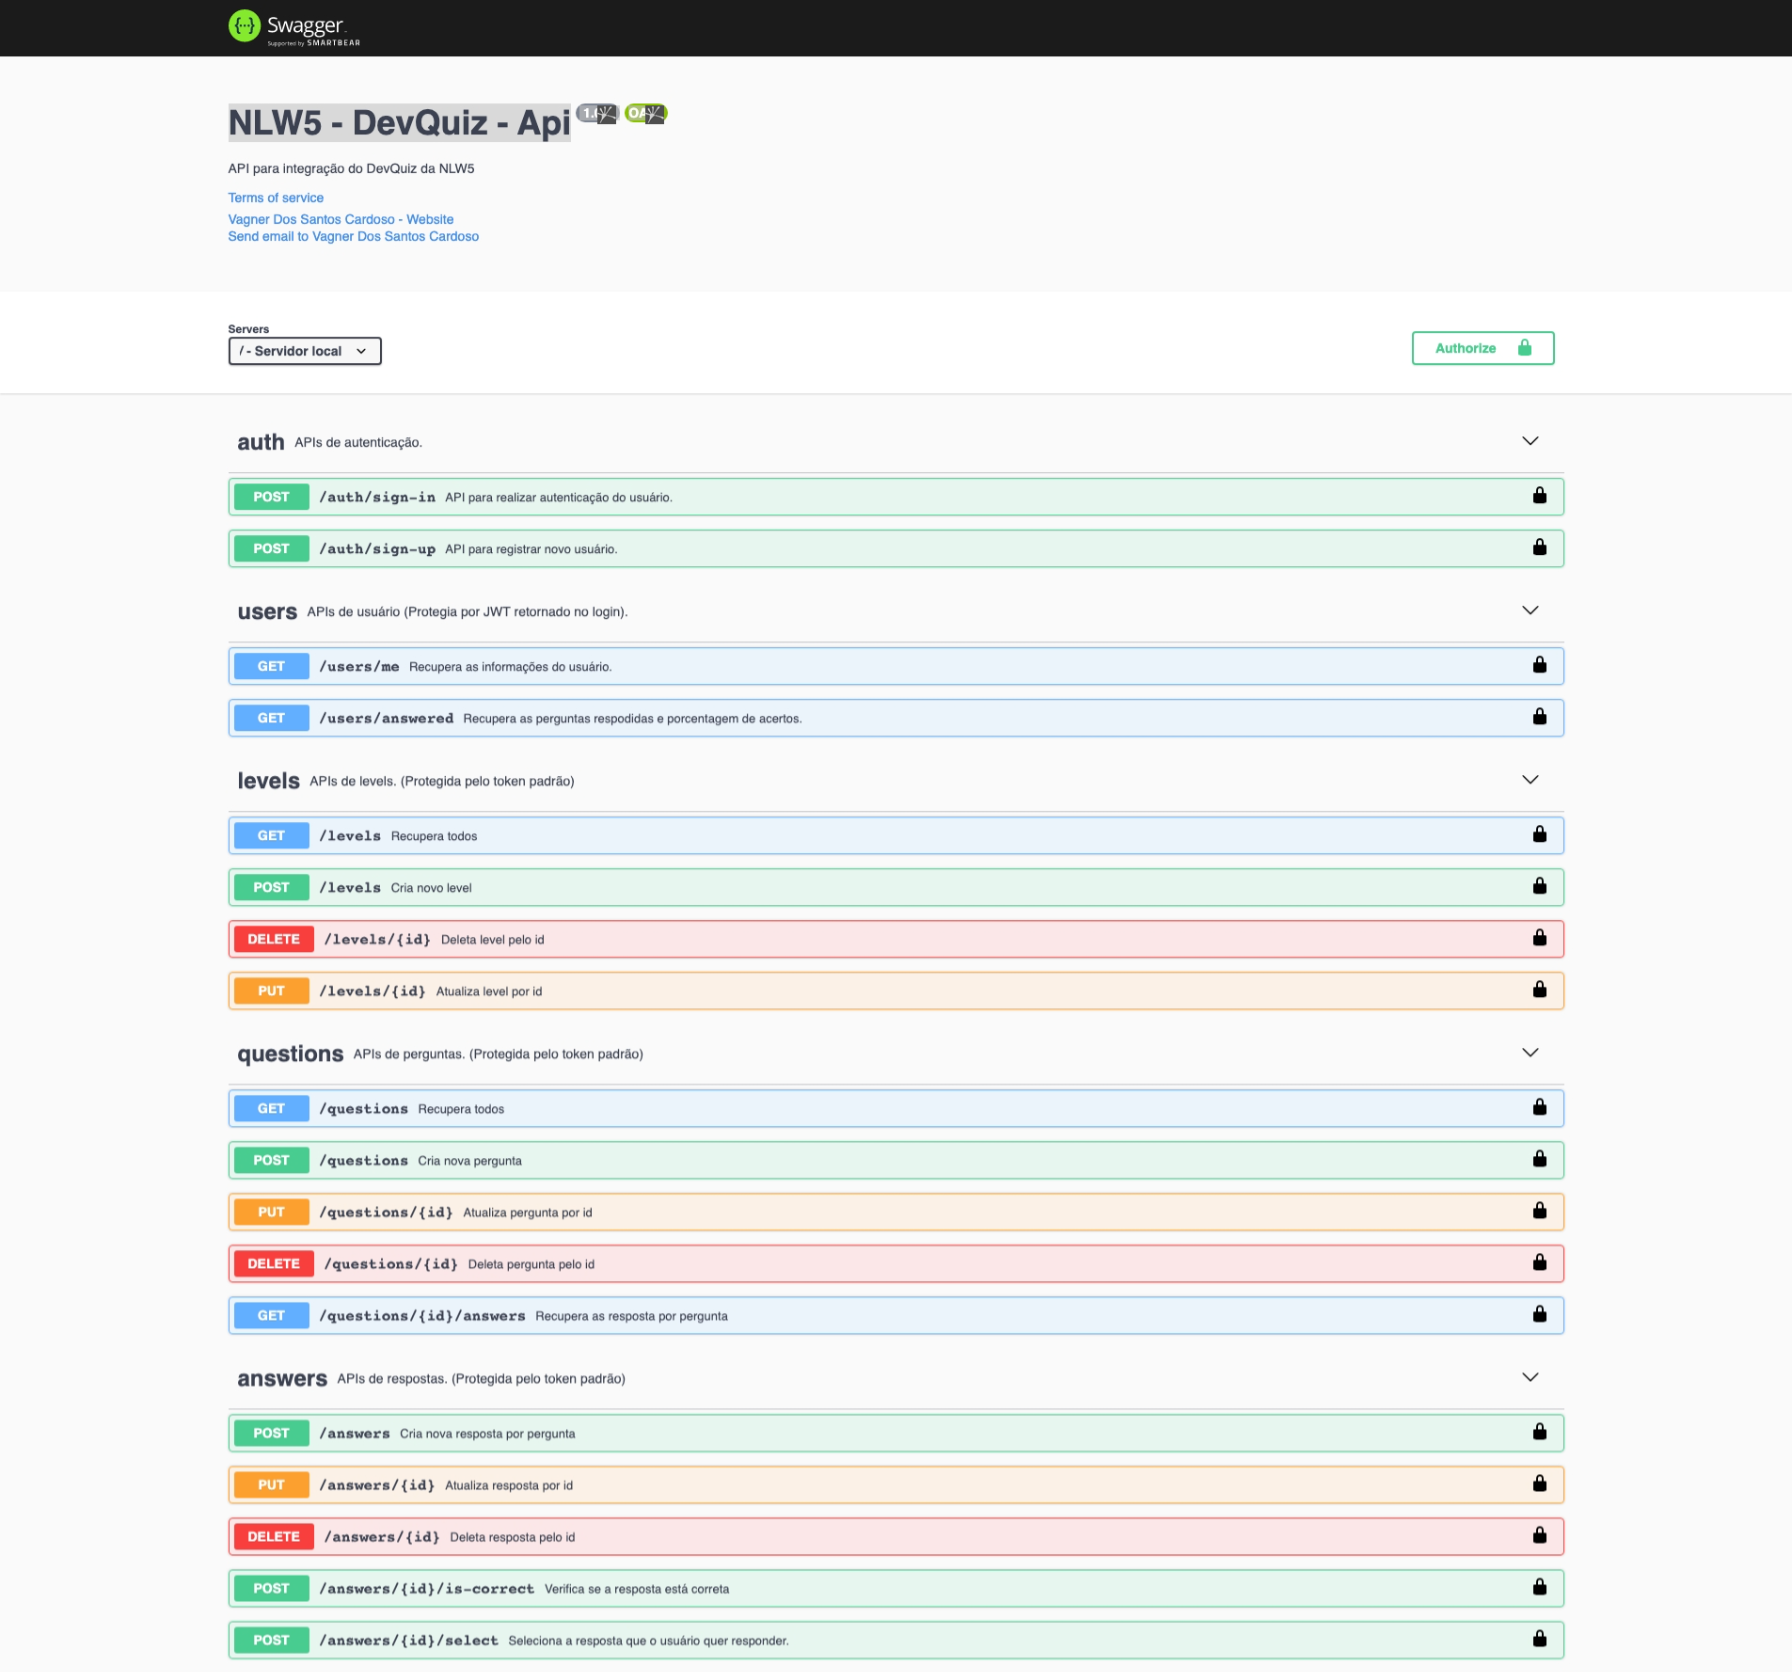 Swagger
Supported by SMARTBEAR
NLW5 - DevQuiz - Api
API para integração do DevQuiz da NLW5
Terms of service
Vagner Dos Santos Cardoso - Website
Send email to Vagner Dos Santos Cardoso
Servers
/ - Servidor local
Authorize
auth APIs de autenticação.
POST /auth/sign-in API para realizar autenticação do usuário.
POST /auth/sign-up API para registrar novo usuário.
users APIs de usuário (Protegia por JWT retornado no login).
GET /users/me Recupera as informações do usuário.
GET /users/answered Recupera as perguntas respodidas e porcentagem de acertos.
levels APIs de levels. (Protegida pelo token padrão)
GET /levels Recupera todos
POST /levels Cria novo level
DELETE /levels/{id} Deleta level pelo id
PUT /levels/{id} Atualiza level por id
questions APIs de perguntas. (Protegida pelo token padrão)
GET /questions Recupera todos
POST /questions Cria nova pergunta
PUT /questions/{id} Atualiza pergunta por id
DELETE /questions/{id} Deleta pergunta pelo id
GET /questions/{id}/answers Recupera as resposta por pergunta
answers APIs de respostas. (Protegida pelo token padrão)
POST /answers Cria nova resposta por pergunta
PUT /answers/{id} Atualiza resposta por id
DELETE /answers/{id} Deleta resposta pelo id
POST /answers/{id}/is-correct Verifica se a resposta está correta
POST /answers/{id}/select Seleciona a resposta que o usuário quer responder.